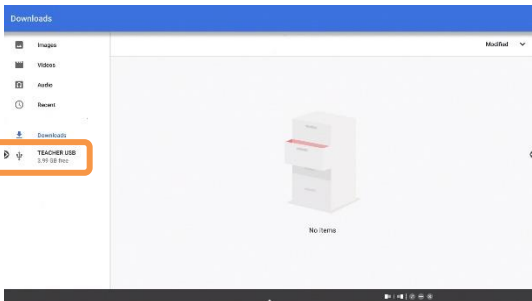 Downloads
Images
Modified
Videos
Audio
Recent
Downloads
TEACHER USB
5.99 GB free
No items